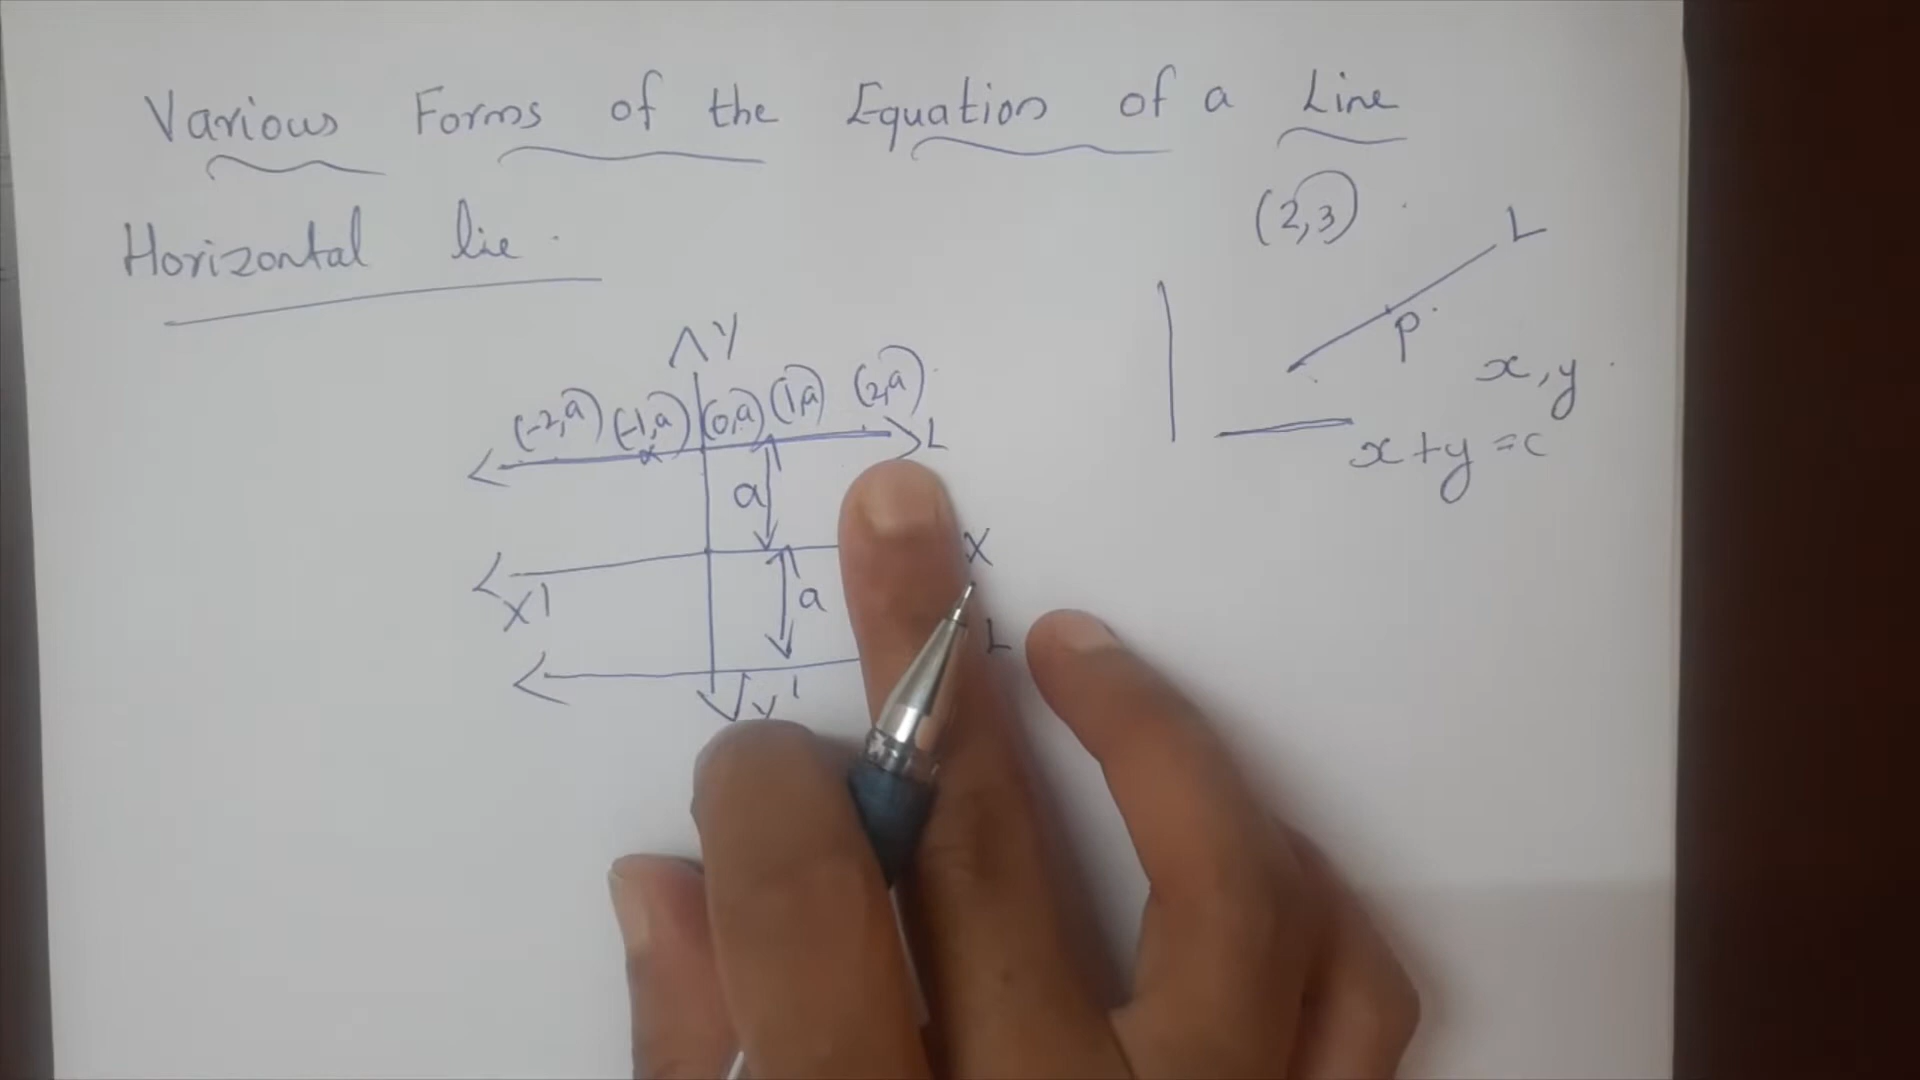 Various Forms of the Equation of a Line
Horizontal lie.
(2,3)
L
P
x, y
x+y=c
Y
(-2,a) (-1,a) (0,a) (1,a) (2,a)
L
a
X
X'
a
L
Y'